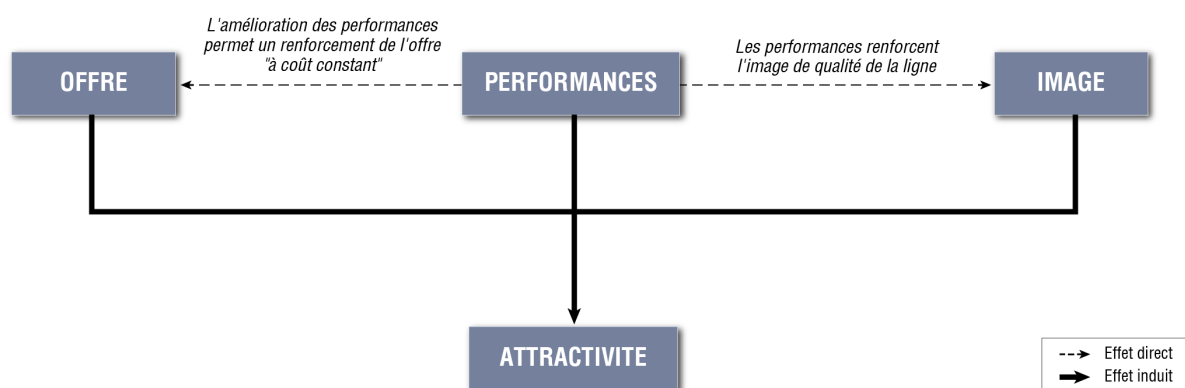 L'amélioration des performances
permet un renforcement de l'offre
"à coût constant"
Les performances renforcent
l'image de qualité de la ligne
OFFRE
PERFORMANCES
IMAGE
ATTRACTIVITE
Effet direct
Effet induit